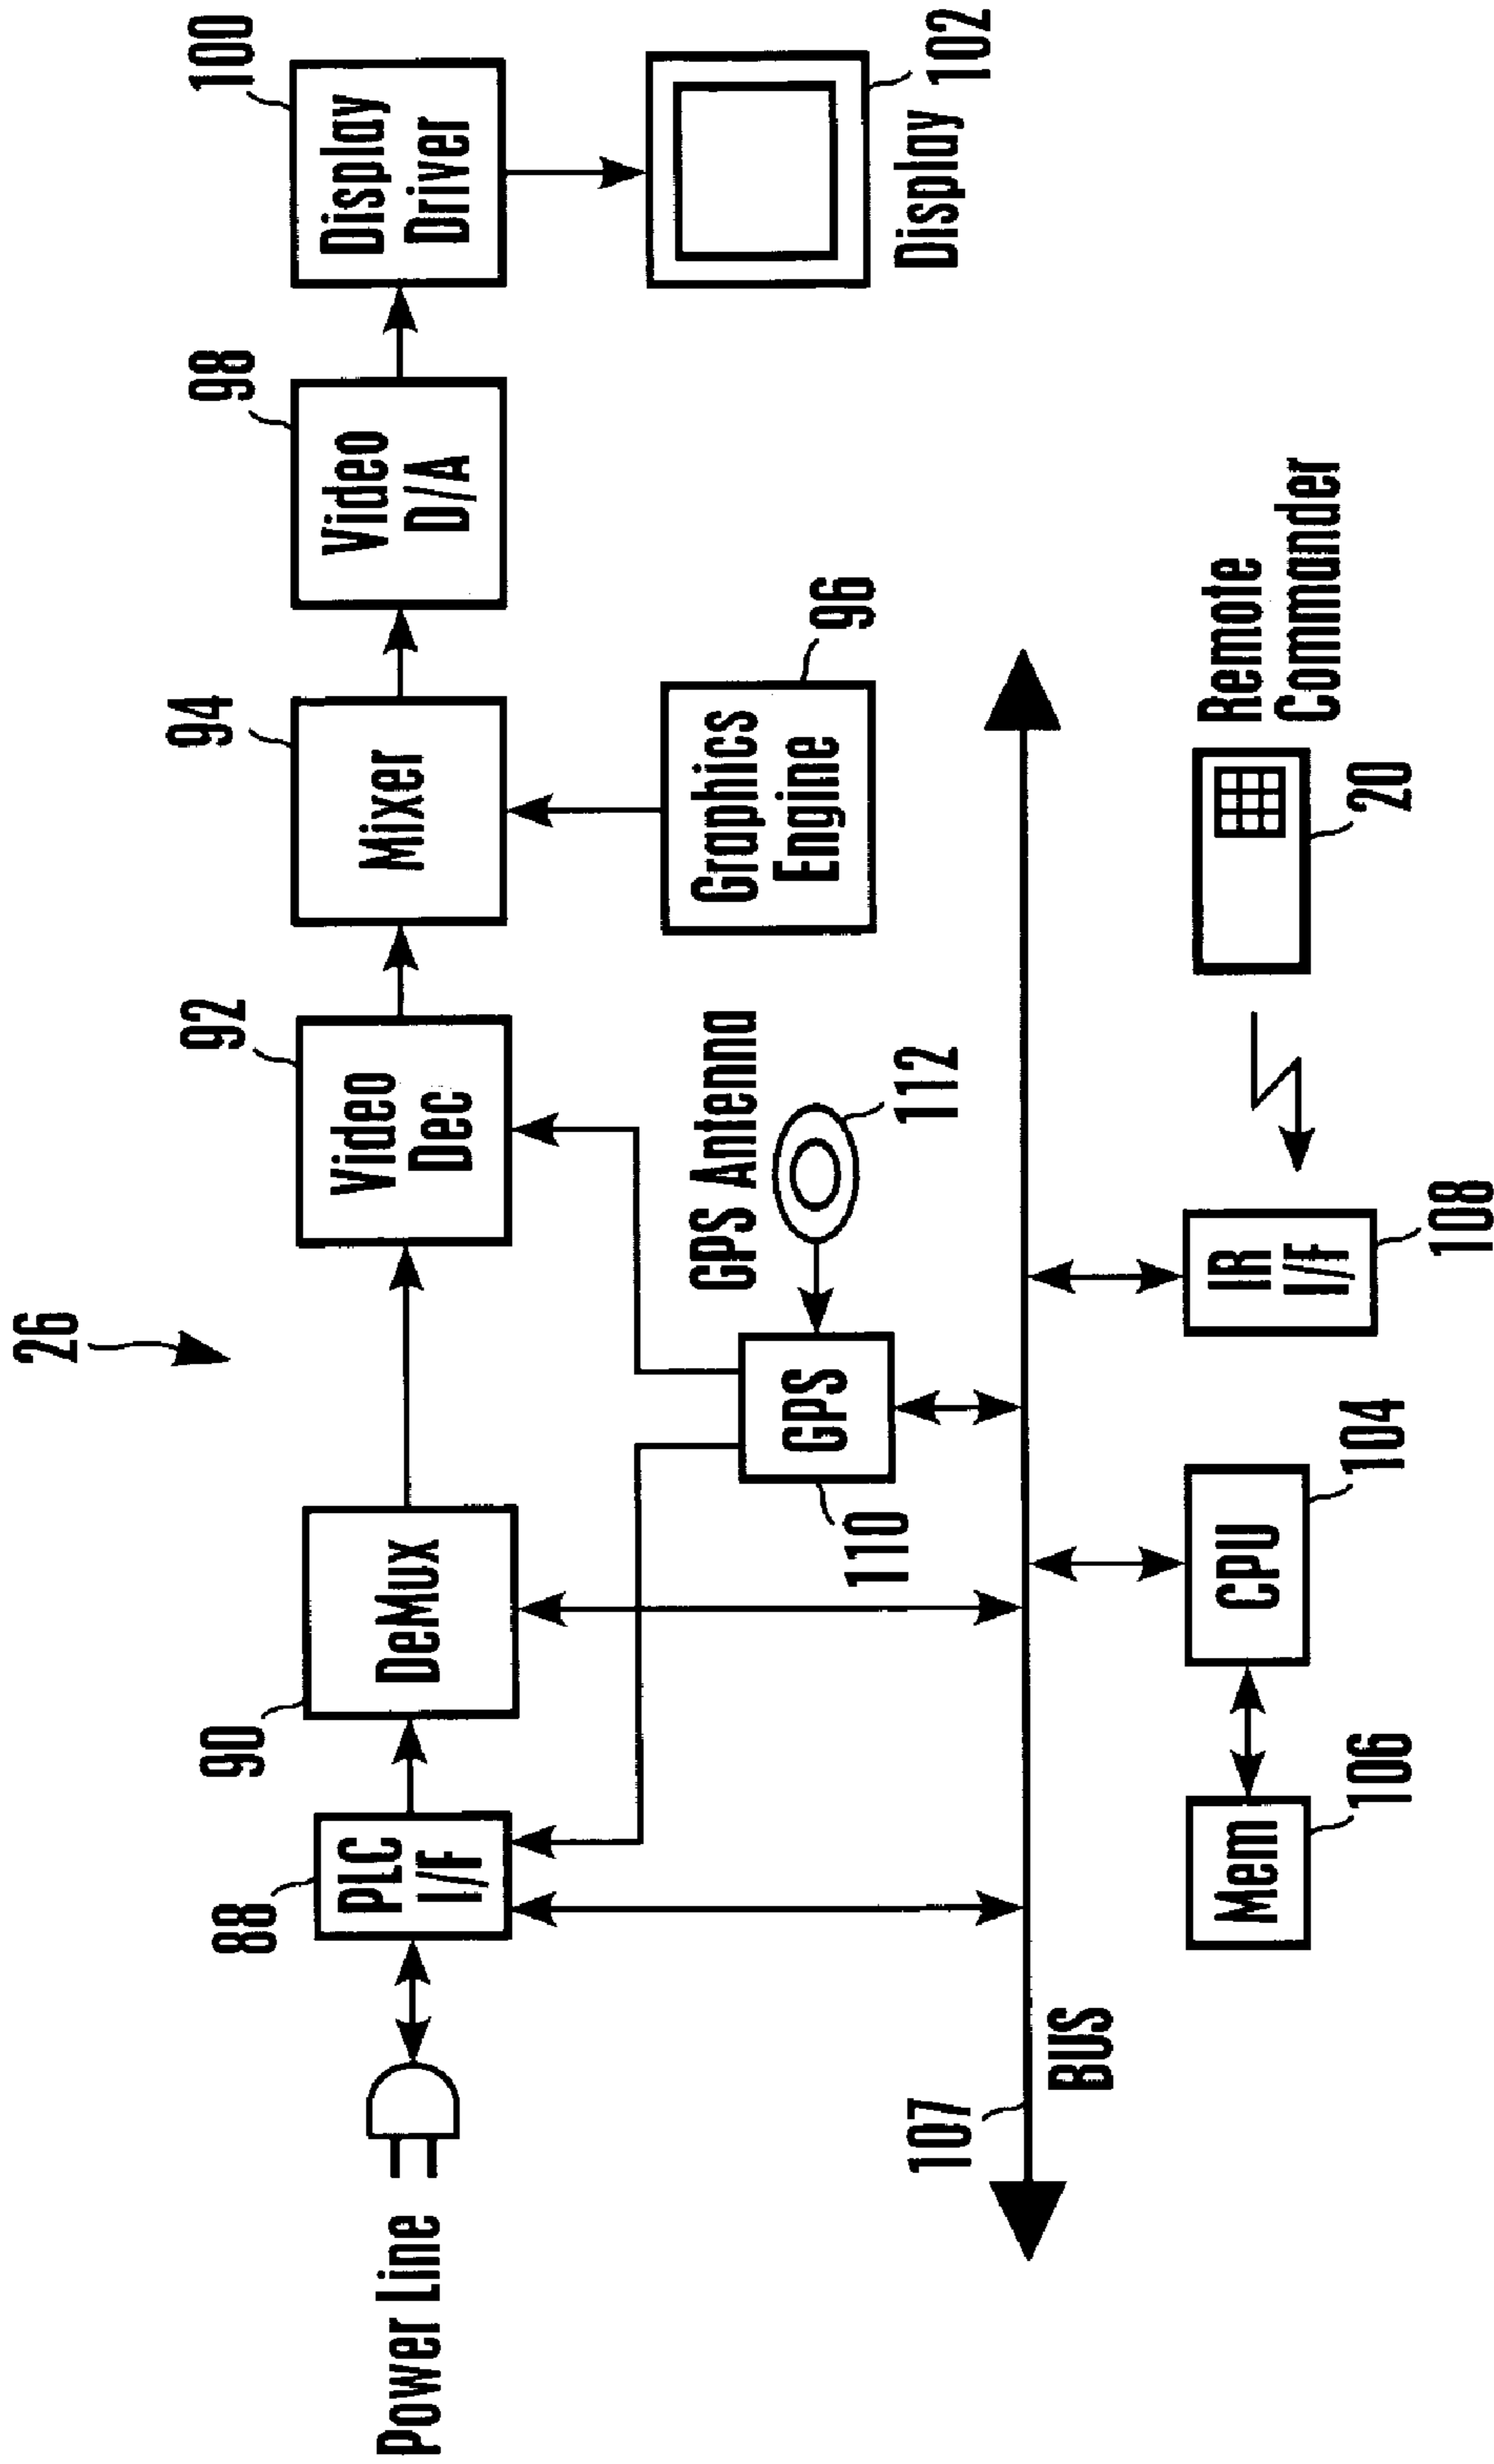 26
Power Line
88
PLC
I/F
90
DeMux
92
Video
Dec
94
Mixer
98
Video
D/A
100
Display
Driver
Display
102
Graphics
Engine
96
GPS Antenna
112
GPS
110
107
BUS
Mem
106
CPU
104
IR
I/F
108
20
Remote
Commander